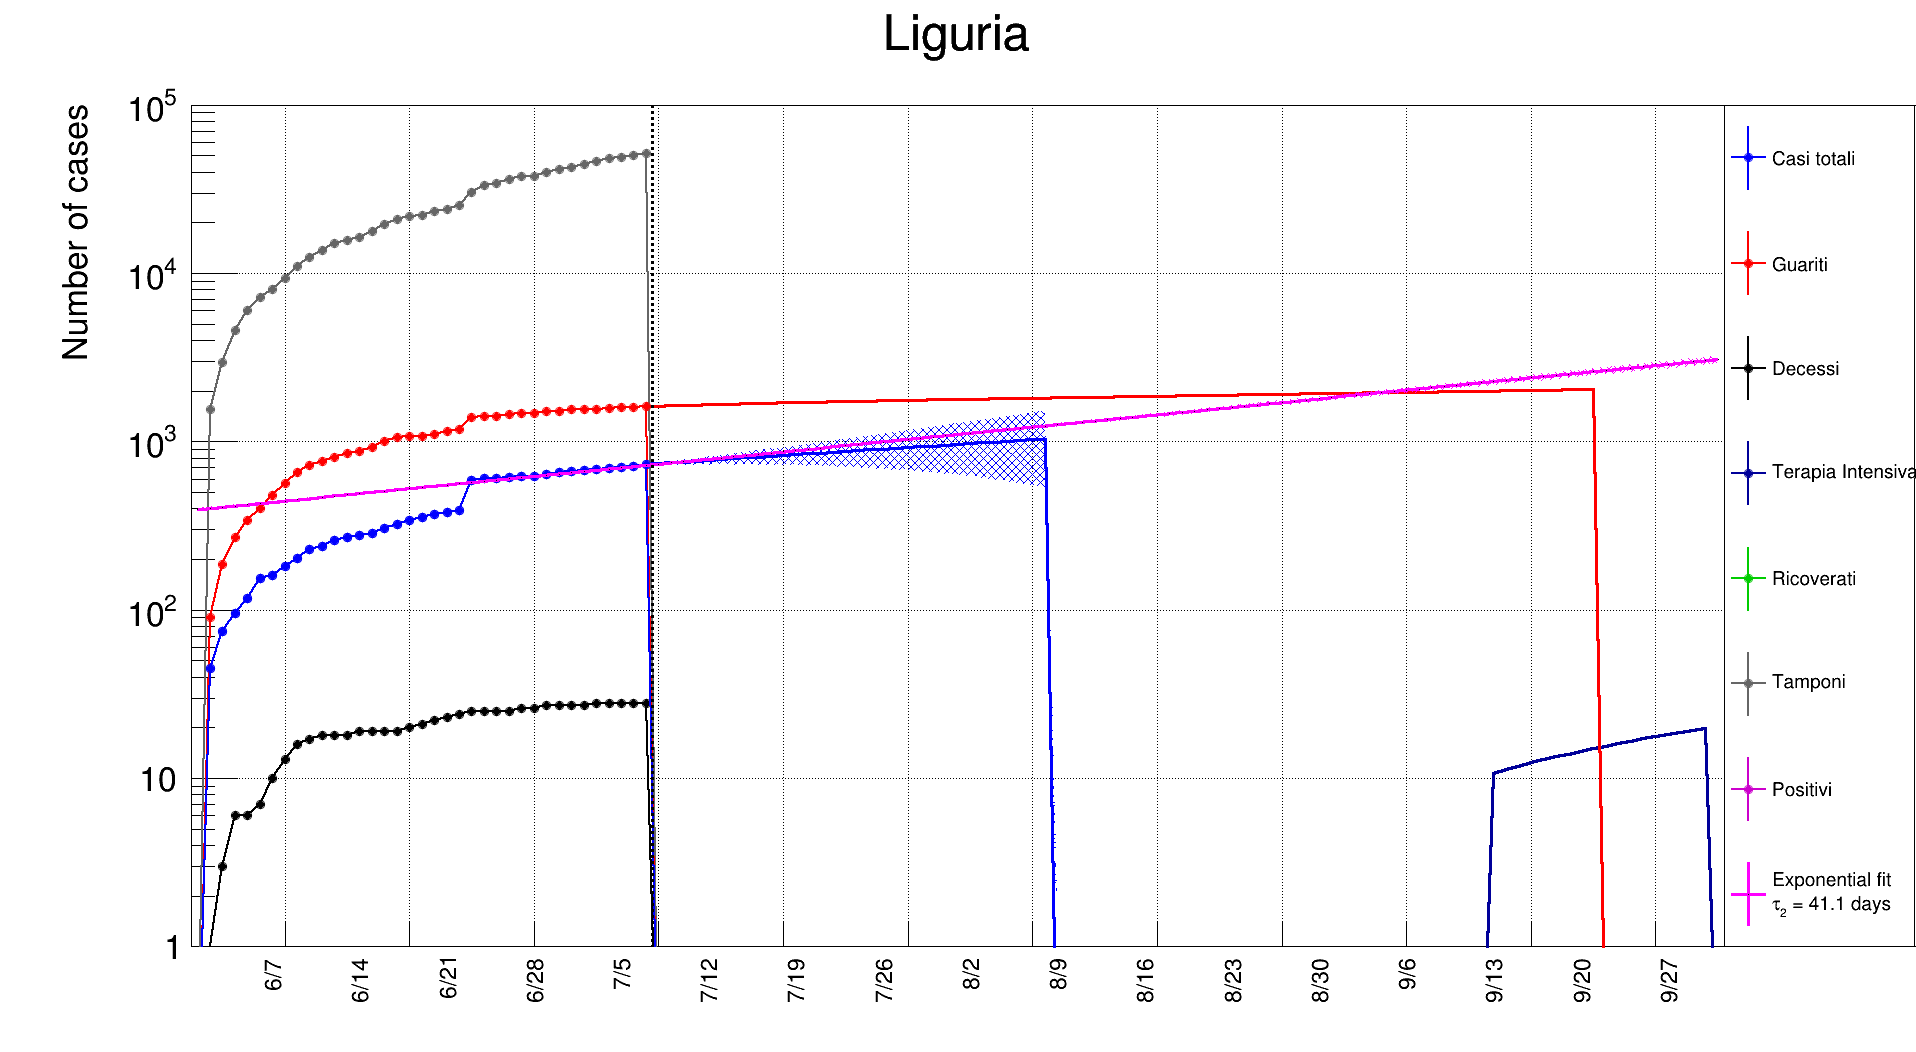 Liguria
Number of cases
10^5
10^4
10^3
10^2
10
1
6/7
6/14
6/21
6/28
7/5
7/12
7/19
7/26
8/2
8/9
8/16
8/23
8/30
9/6
9/13
9/20
9/27
Casi totali
Guariti
Decessi
Terapia Intensiva
Ricoverati
Tamponi
Positivi
Exponential fit
τ_2 = 41.1 days